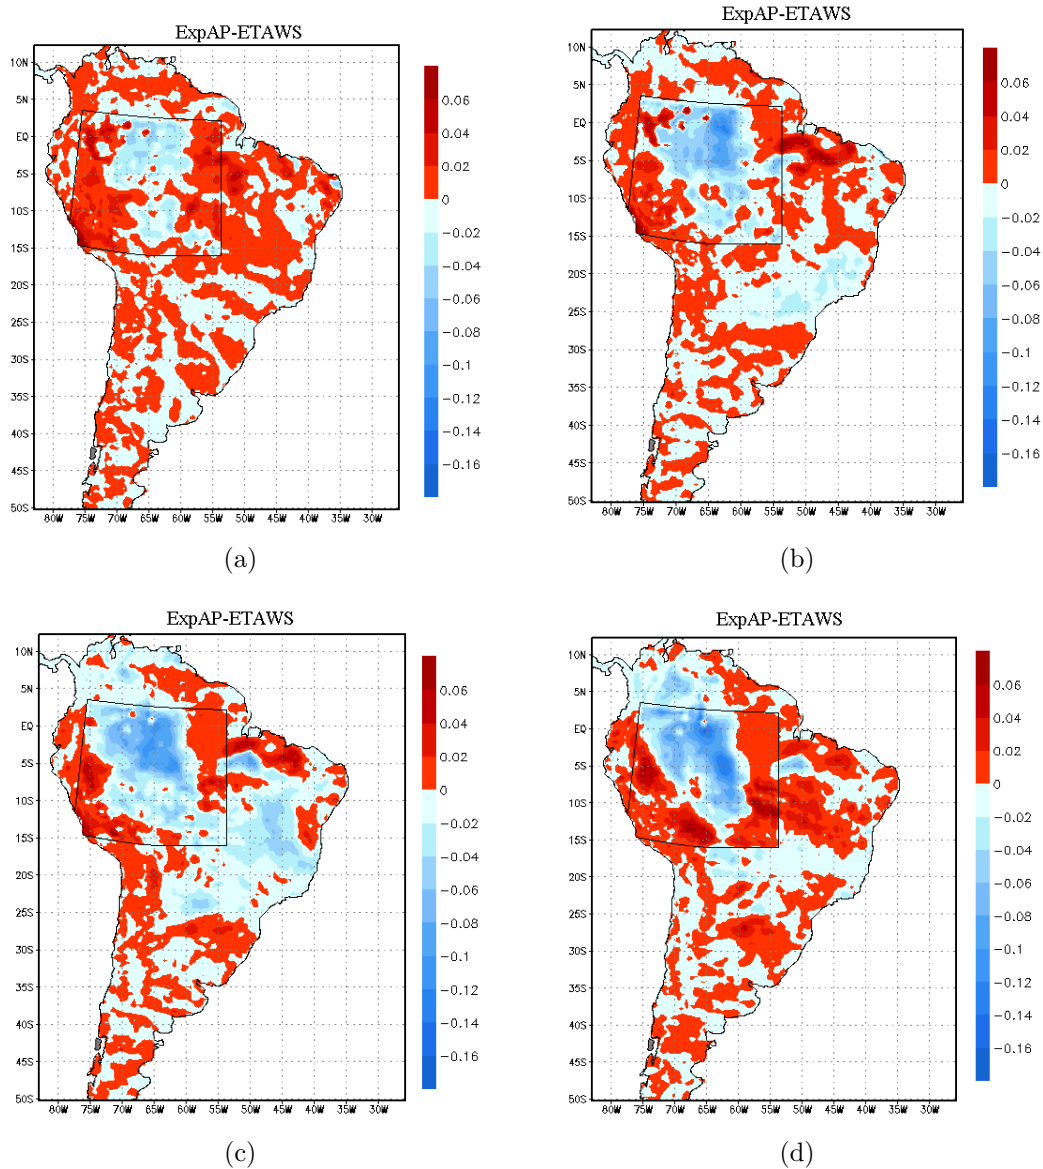 ExpAP-ETAWS
10N
5N
EQ
5S
10S
15S
20S
25S
30S
35S
40S
45S
50S
80W 75W 70W 65W 60W 55W 50W 45W 40W 35W 30W
0.06
0.04
0.02
0
−0.02
−0.04
−0.06
−0.08
−0.1
−0.12
−0.14
−0.16
(a)
ExpAP-ETAWS
10N
5N
EQ
5S
10S
15S
20S
25S
30S
35S
40S
45S
50S
80W 75W 70W 65W 60W 55W 50W 45W 40W 35W 30W
0.06
0.04
0.02
0
−0.02
−0.04
−0.06
−0.08
−0.1
−0.12
−0.14
−0.16
(b)
ExpAP-ETAWS
10N
5N
EQ
5S
10S
15S
20S
25S
30S
35S
40S
45S
50S
80W 75W 70W 65W 60W 55W 50W 45W 40W 35W 30W
0.06
0.04
0.02
0
−0.02
−0.04
−0.06
−0.08
−0.1
−0.12
−0.14
−0.16
(c)
ExpAP-ETAWS
10N
5N
EQ
5S
10S
15S
20S
25S
30S
35S
40S
45S
50S
80W 75W 70W 65W 60W 55W 50W 45W 40W 35W 30W
0.06
0.04
0.02
0
−0.02
−0.04
−0.06
−0.08
−0.1
−0.12
−0.14
−0.16
(d)